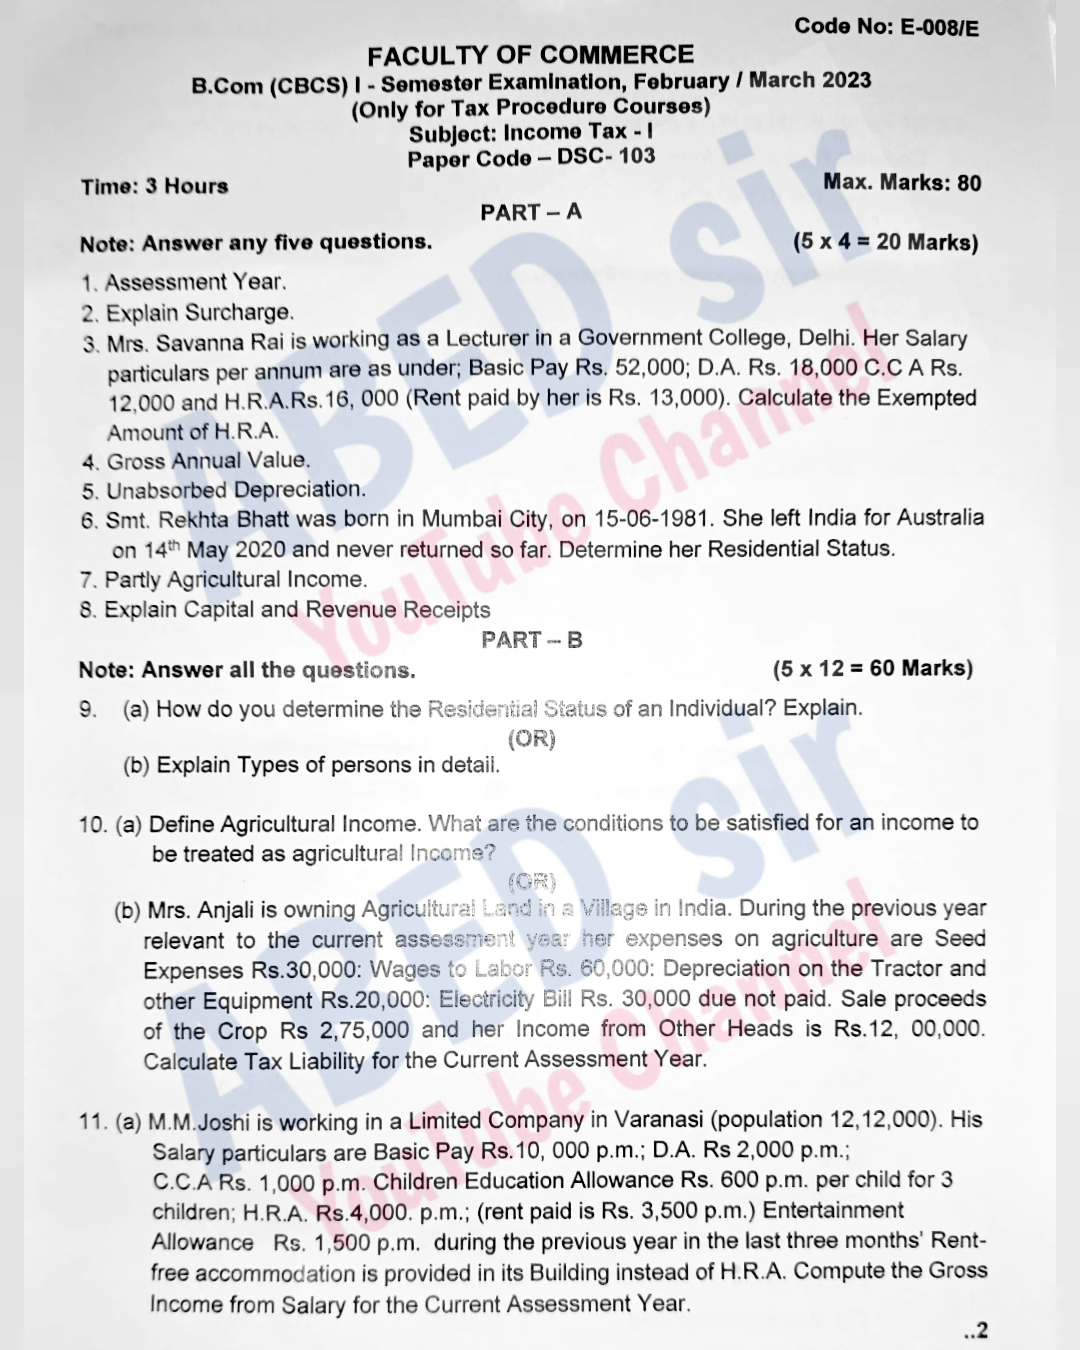 Code No: E-008/E
FACULTY OF COMMERCE
B.Com (CBCS) I - Semester Examination, February / March 2023
(Only for Tax Procedure Courses)
Subject: Income Tax - I
Paper Code – DSC- 103
Time: 3 Hours Max. Marks: 80
PART – A
Note: Answer any five questions. (5 x 4 = 20 Marks)
1. Assessment Year.
2. Explain Surcharge.
3. Mrs. Savanna Rai is working as a Lecturer in a Government College, Delhi. Her Salary
particulars per annum are as under; Basic Pay Rs. 52,000; D.A. Rs. 18,000 C.C A Rs.
12,000 and H.R.A.Rs.16, 000 (Rent paid by her is Rs. 13,000). Calculate the Exempted
Amount of H.R.A.
4. Gross Annual Value.
5. Unabsorbed Depreciation.
6. Smt. Rekhta Bhatt was born in Mumbai City, on 15-06-1981. She left India for Australia
on 14th May 2020 and never returned so far. Determine her Residential Status.
7. Partly Agricultural Income.
8. Explain Capital and Revenue Receipts
PART – B
Note: Answer all the questions. (5 x 12 = 60 Marks)
9. (a) How do you determine the Residential Status of an Individual? Explain.
(OR)
(b) Explain Types of persons in detail.
10. (a) Define Agricultural Income. What are the conditions to be satisfied for an income to
be treated as agricultural Income?
(OR)
(b) Mrs. Anjali is owning Agricultural Land in a Village in India. During the previous year
relevant to the current assessment year her expenses on agriculture are Seed
Expenses Rs.30,000: Wages to Labor Rs. 60,000: Depreciation on the Tractor and
other Equipment Rs.20,000: Electricity Bill Rs. 30,000 due not paid. Sale proceeds
of the Crop Rs 2,75,000 and her Income from Other Heads is Rs.12, 00,000.
Calculate Tax Liability for the Current Assessment Year.
11. (a) M.M.Joshi is working in a Limited Company in Varanasi (population 12,12,000). His
Salary particulars are Basic Pay Rs.10, 000 p.m.; D.A. Rs 2,000 p.m.;
C.C.A Rs. 1,000 p.m. Children Education Allowance Rs. 600 p.m. per child for 3
children; H.R.A. Rs.4,000. p.m.; (rent paid is Rs. 3,500 p.m.) Entertainment
Allowance Rs. 1,500 p.m. during the previous year in the last three months' Rent-
free accommodation is provided in its Building instead of H.R.A. Compute the Gross
Income from Salary for the Current Assessment Year.
..2
ABED sir
YouTube Channel
ABED sir
YouTube Channel